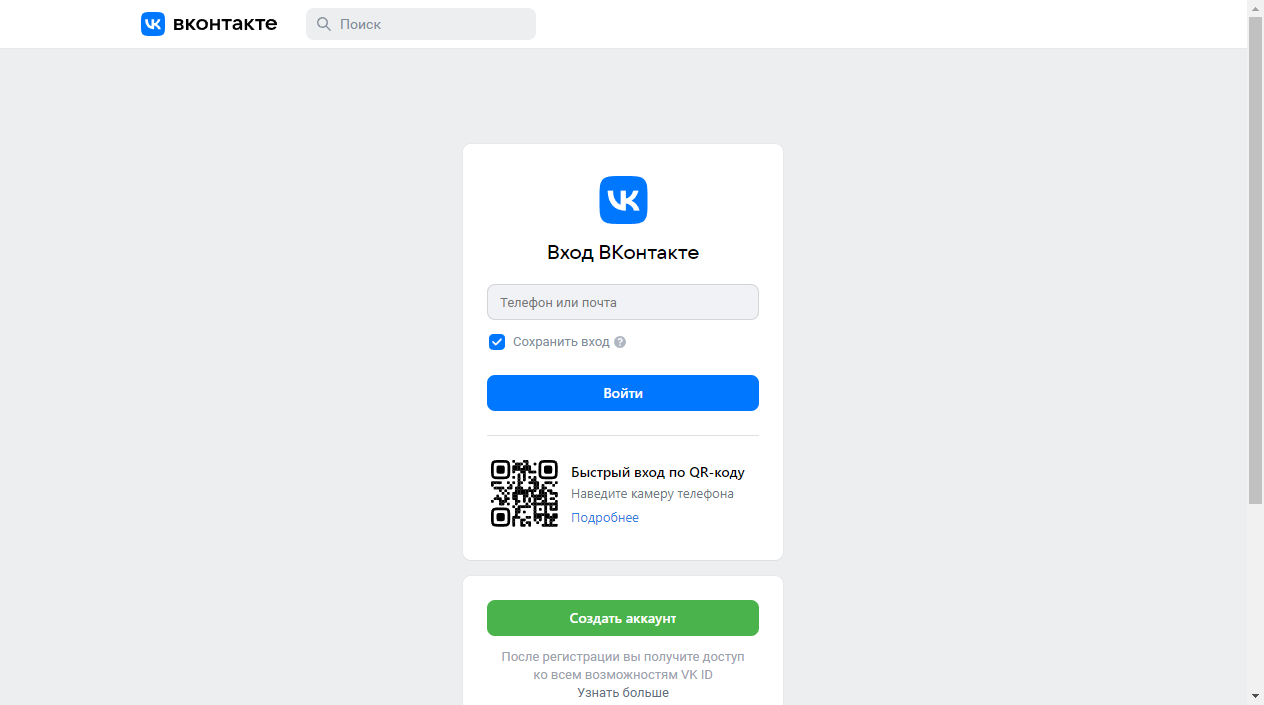 вконтакте
Поиск
Вход ВКонтакте
Телефон или почта
Сохранить вход ?
Войти
Быстрый вход по QR-коду
Наведите камеру телефона
Подробнее
Создать аккаунт
После регистрации вы получите доступ
ко всем возможностям VK ID
Узнать больше